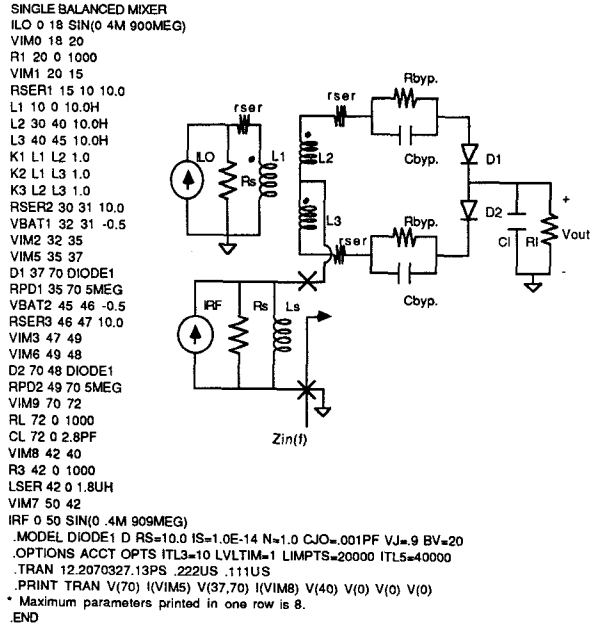 SINGLE BALANCED MIXER
ILO 0 18 SIN(0 4M 900MEG)
VIM0 18 20
R1 20 0 1000
VIM1 20 15
RSER1 15 10 10.0
L1 10 0 10.0H
L2 30 40 10.0H
L3 40 45 10.0H
K1 L1 L2 1.0
K2 L1 L3 1.0
K3 L2 L3 1.0
RSER2 30 31 10.0
VBAT1 32 31 -0.5
VIM2 32 35
VIM5 35 37
D1 37 70 DIODE1
RPD1 35 70 5MEG
VBAT2 45 46 -0.5
RSER3 46 47 10.0
VIM3 47 49
VIM6 49 48
D2 70 48 DIODE1
RPD2 49 70 5MEG
VIM9 70 72
RL 72 0 1000
CL 72 0 2.8PF
VIM8 42 40
R3 42 0 1000
LSER 42 0 1.8UH
VIM7 50 42
IRF 0 50 SIN(0 .4M 909MEG)
.MODEL DIODE1 D RS=10.0 IS=1.0E-14 N=1.0 CJO=.001PF VJ=.9 BV=20
.OPTIONS ACCT OPTS ITL3=10 LVLTIM=1 LIMPTS=20000 ITL5=40000
.TRAN 12.2070327.13PS .222US .111US
.PRINT TRAN V(70) I(VIM5) V(37,70) I(VIM8) V(40) V(0) V(0) V(0)
* Maximum parameters printed in one row is 8.
.END
Rbyp.
rser
rser
Cbyp.
D1
ILO
Rs
L1
L2
L3
Rbyp.
rser
D2
Cl
Rl
+
Vout
-
Cbyp.
IRF
Rs
Ls
Zin(f)